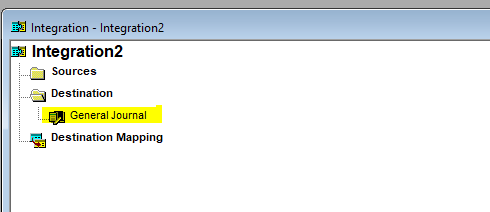 Integration - Integration2
Integration2
Sources
Destination
General Journal
Destination Mapping